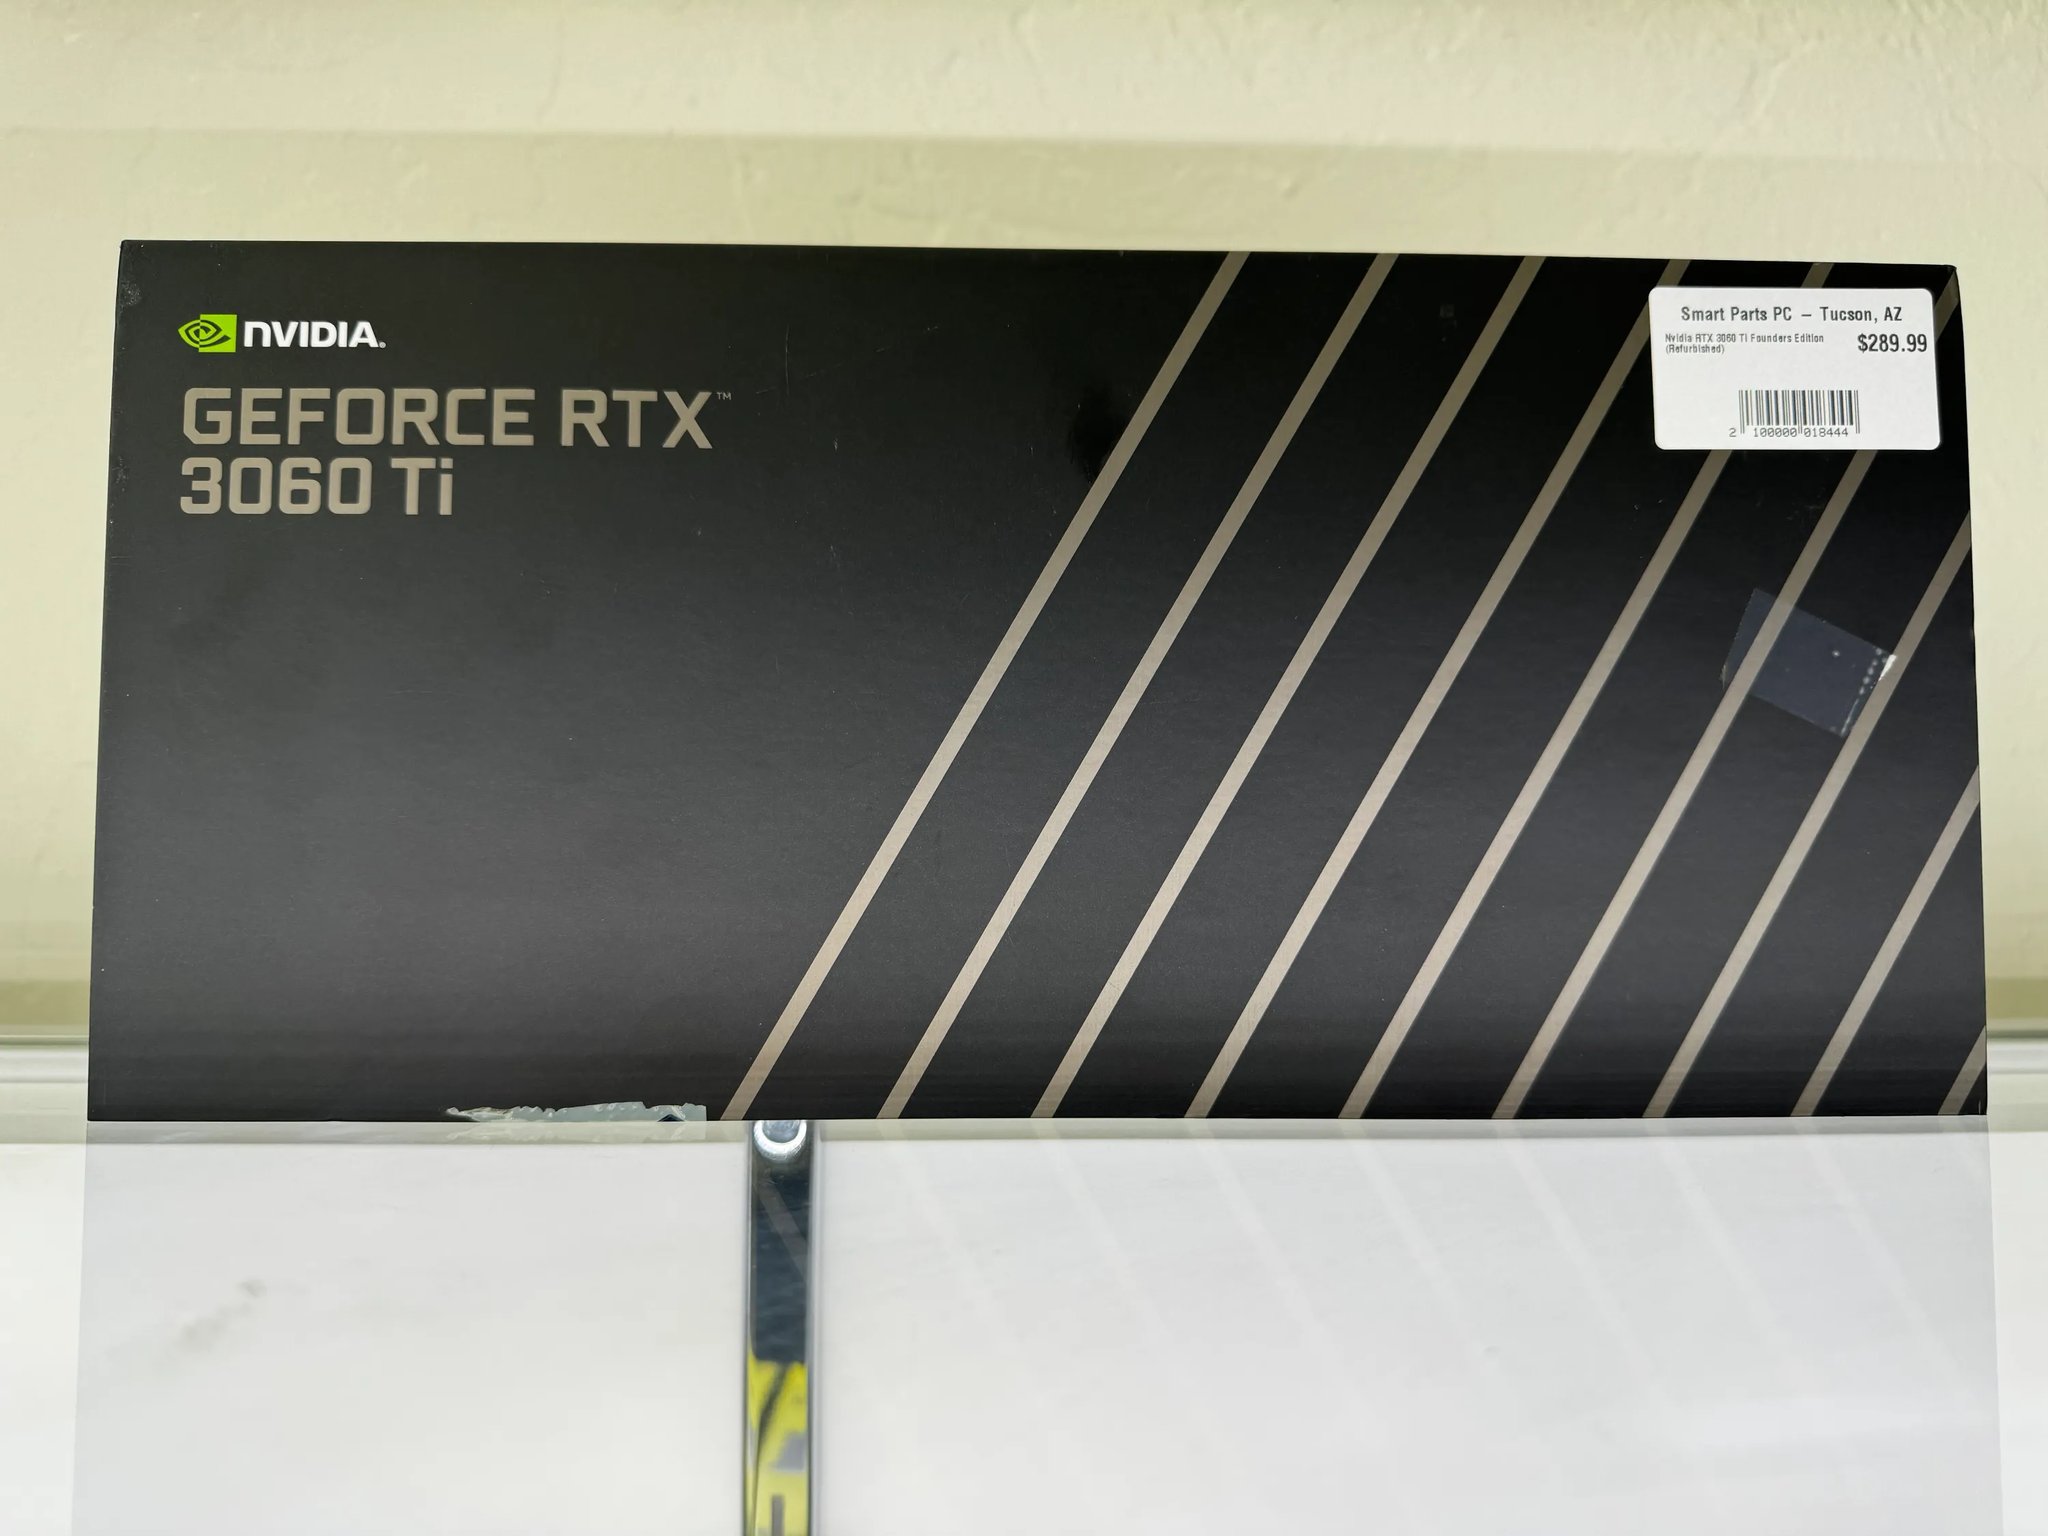 NVIDIA.
GEFORCE RTX™
3060 Ti
Smart Parts PC – Tucson, AZ
Nvidia RTX 3060 Ti Founders Edition
(Refurbished)
$289.99
2 100000 018444